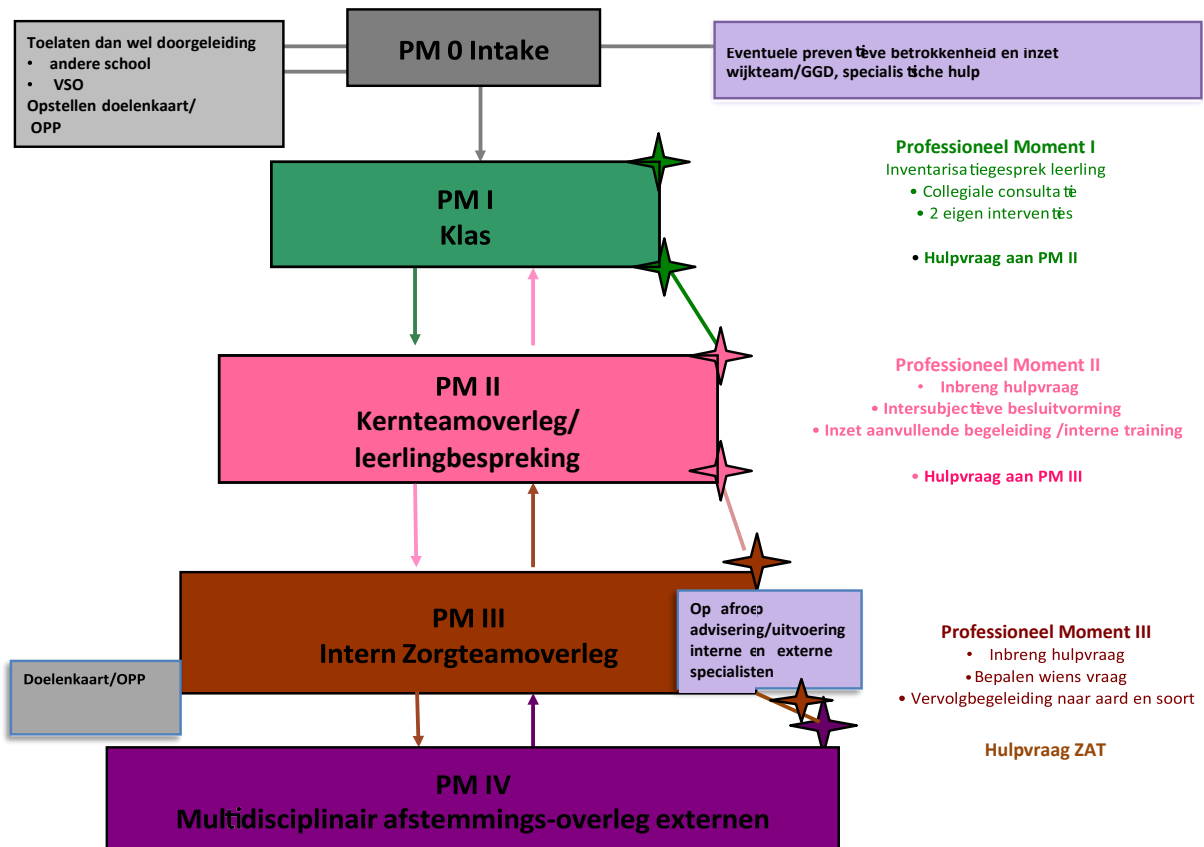 Toelaten dan wel doorgeleiding
• andere school
• VSO
Opstellen doelenkaart/
OPP
PM 0 Intake
Eventuele preventieve betrokkenheid en inzet
wijkteam/GGD, specialistische hulp
PM I
Klas
Professioneel Moment I
Inventarisatiegesprek leerling
• Collegiale consultatie
• 2 eigen interventies
• Hulpvraag aan PM II
PM II
Kernteamoverleg/
leerlingbespreking
Professioneel Moment II
• Inbreng hulpvraag
• Intersubjectieve besluitvorming
• Inzet aanvullende begeleiding /interne training
• Hulpvraag aan PM III
PM III
Intern Zorgteamoverleg
Op afroep
advisering/uitvoering
interne en externe
specialisten
Doelenkaart/OPP
Professioneel Moment III
• Inbreng hulpvraag
• Bepalen wiens vraag
• Vervolgbegeleiding naar aard en soort
Hulpvraag ZAT
PM IV
Multidisciplinair afstemmings-overleg externen